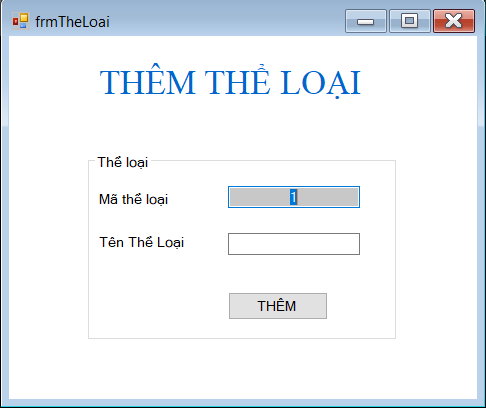 frmTheLoai
THÊM THỂ LOẠI
Thể loại
Mã thể loại
1
Tên Thể Loại
THÊM